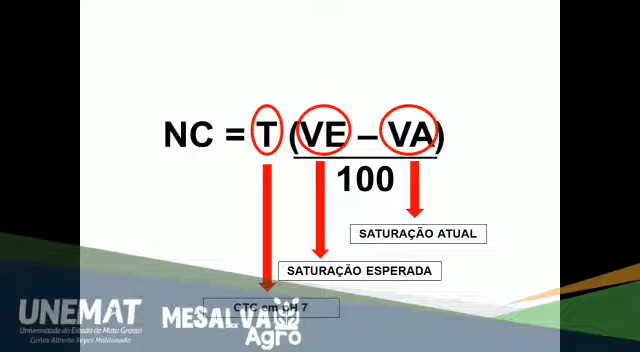 NC = T (VE – VA)
100
SATURAÇÃO ATUAL
SATURAÇÃO ESPERADA
CTC em pH 7
UNEMAT
Universidade do Estado de Mato Grosso
Carlos Alberto Reyes Maldonado
MESALVA
Agro